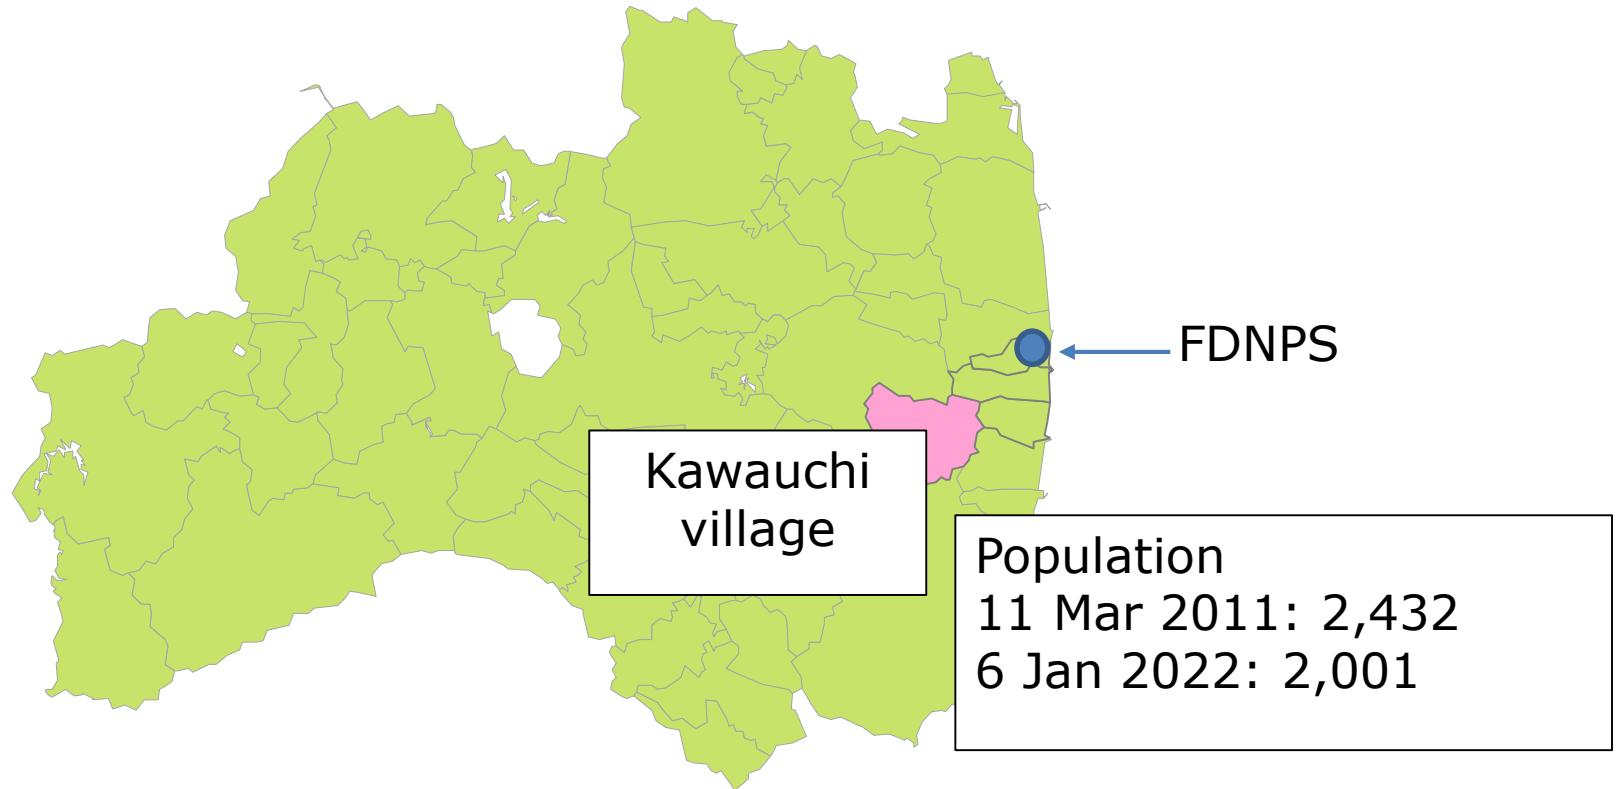 FDNPS
Kawauchi
village
Population
11 Mar 2011: 2,432
6 Jan 2022: 2,001